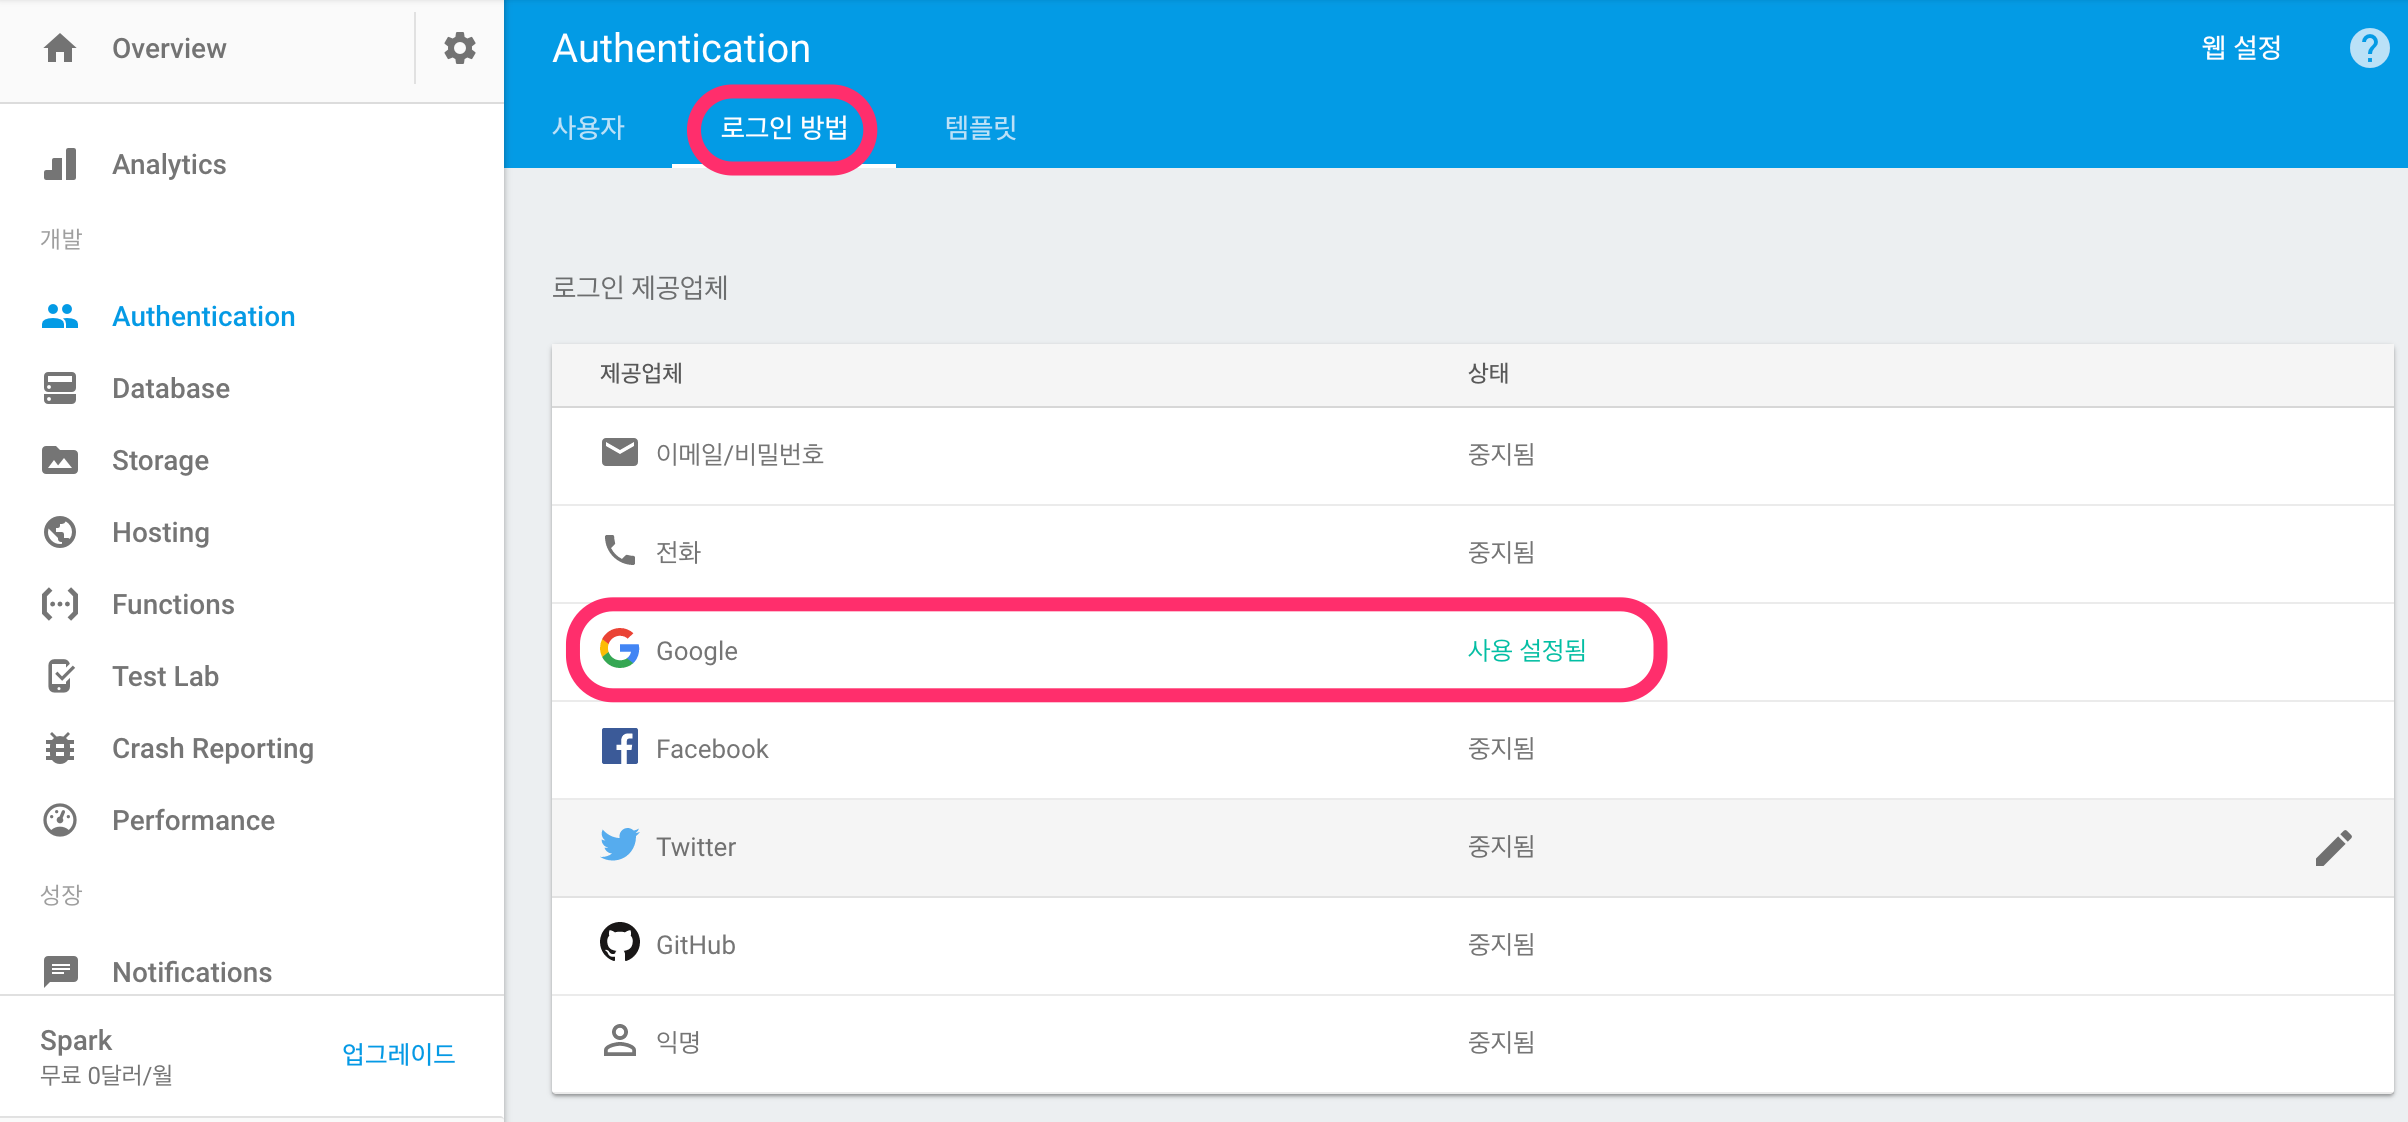 Overview
Analytics
개발
Authentication
Database
Storage
Hosting
Functions
Test Lab
Crash Reporting
Performance
성장
Notifications
Spark
무료 0달러/월
업그레이드
Authentication
웹 설정
?
사용자
로그인 방법
템플릿
로그인 제공업체
제공업체 상태
이메일/비밀번호 중지됨
전화 중지됨
Google 사용 설정됨
Facebook 중지됨
Twitter 중지됨
GitHub 중지됨
익명 중지됨